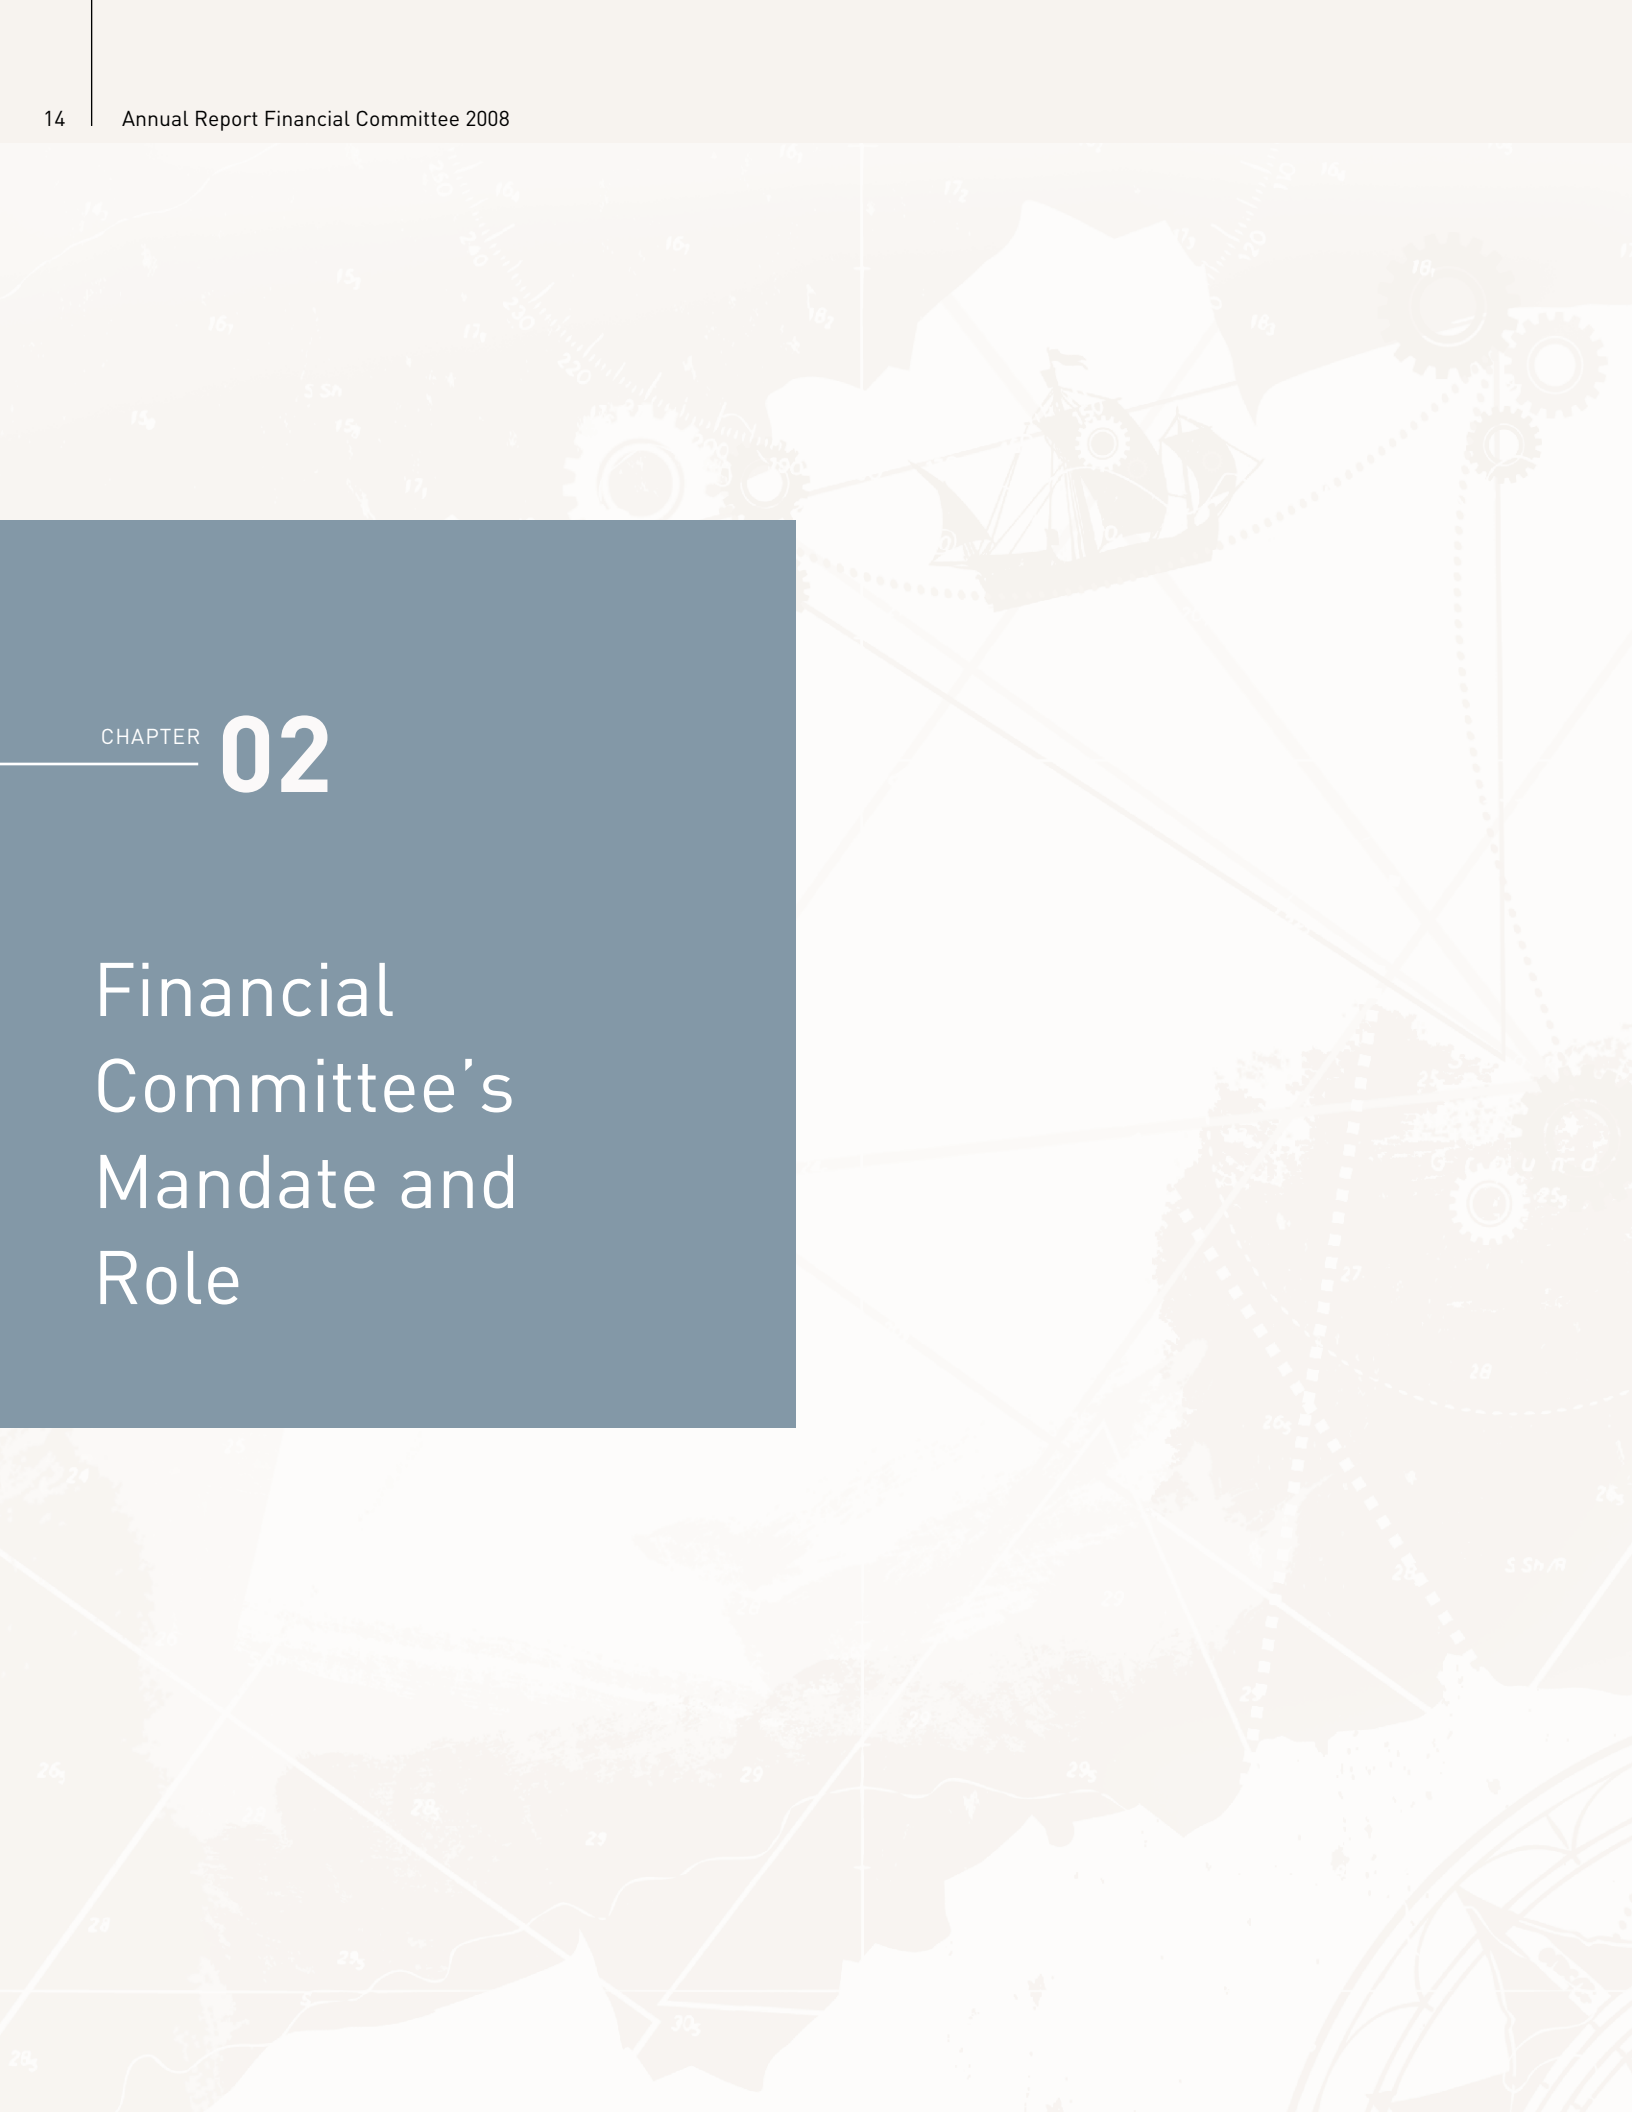 14 Annual Report Financial Committee 2008
CHAPTER 02
Financial
Committee’s
Mandate and
Role